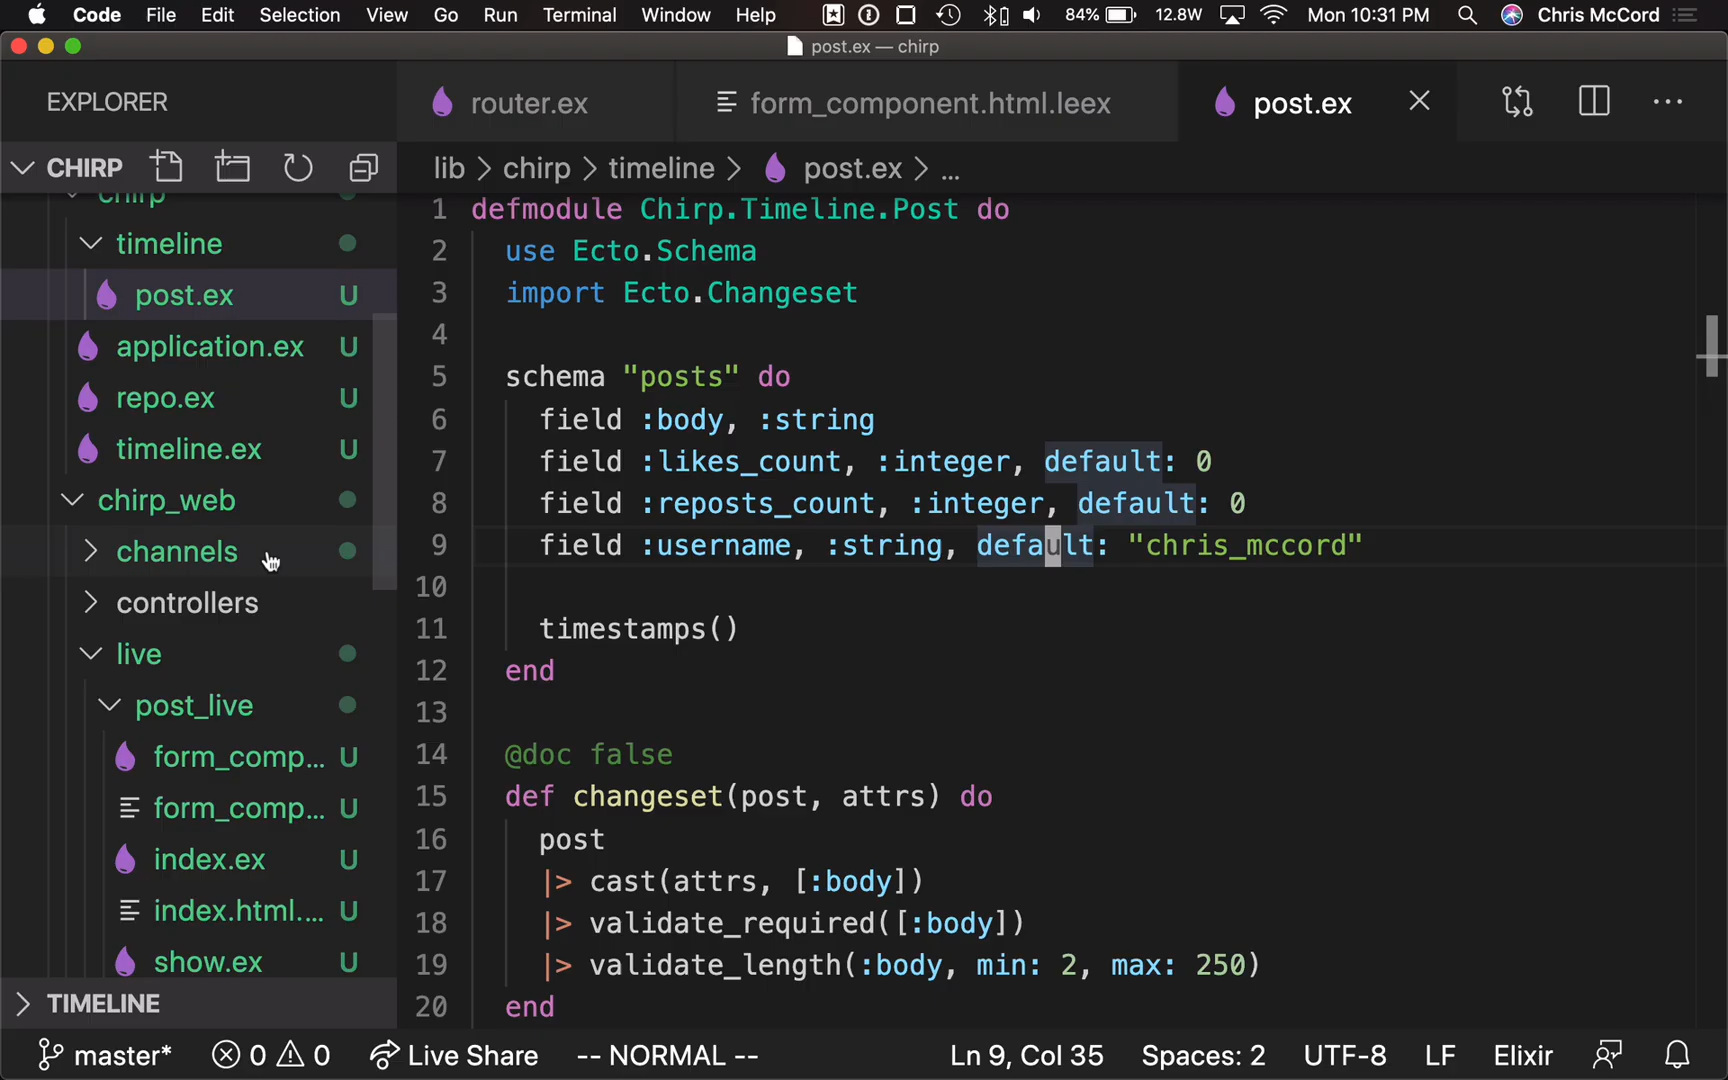 Code File Edit Selection View Go Run Terminal Window Help 84% 12.8W Mon 10:31 PM Chris McCord
post.ex — chirp
EXPLORER
router.ex form_component.html.leex post.ex
CHIRP
lib > chirp > timeline > post.ex > ...
chirp
timeline
post.ex U
application.ex U
repo.ex U
timeline.ex U
chirp_web
channels
controllers
live
post_live
form_comp... U
form_comp... U
index.ex U
index.html.... U
show.ex U
TIMELINE
1 defmodule Chirp.Timeline.Post do
2 use Ecto.Schema
3 import Ecto.Changeset
4
5 schema "posts" do
6 field :body, :string
7 field :likes_count, :integer, default: 0
8 field :reposts_count, :integer, default: 0
9 field :username, :string, default: "chris_mccord"
10
11 timestamps()
12 end
13
14 @doc false
15 def changeset(post, attrs) do
16 post
17 |> cast(attrs, [:body])
18 |> validate_required([:body])
19 |> validate_length(:body, min: 2, max: 250)
20 end
master* 0 0 Live Share -- NORMAL -- Ln 9, Col 35 Spaces: 2 UTF-8 LF Elixir